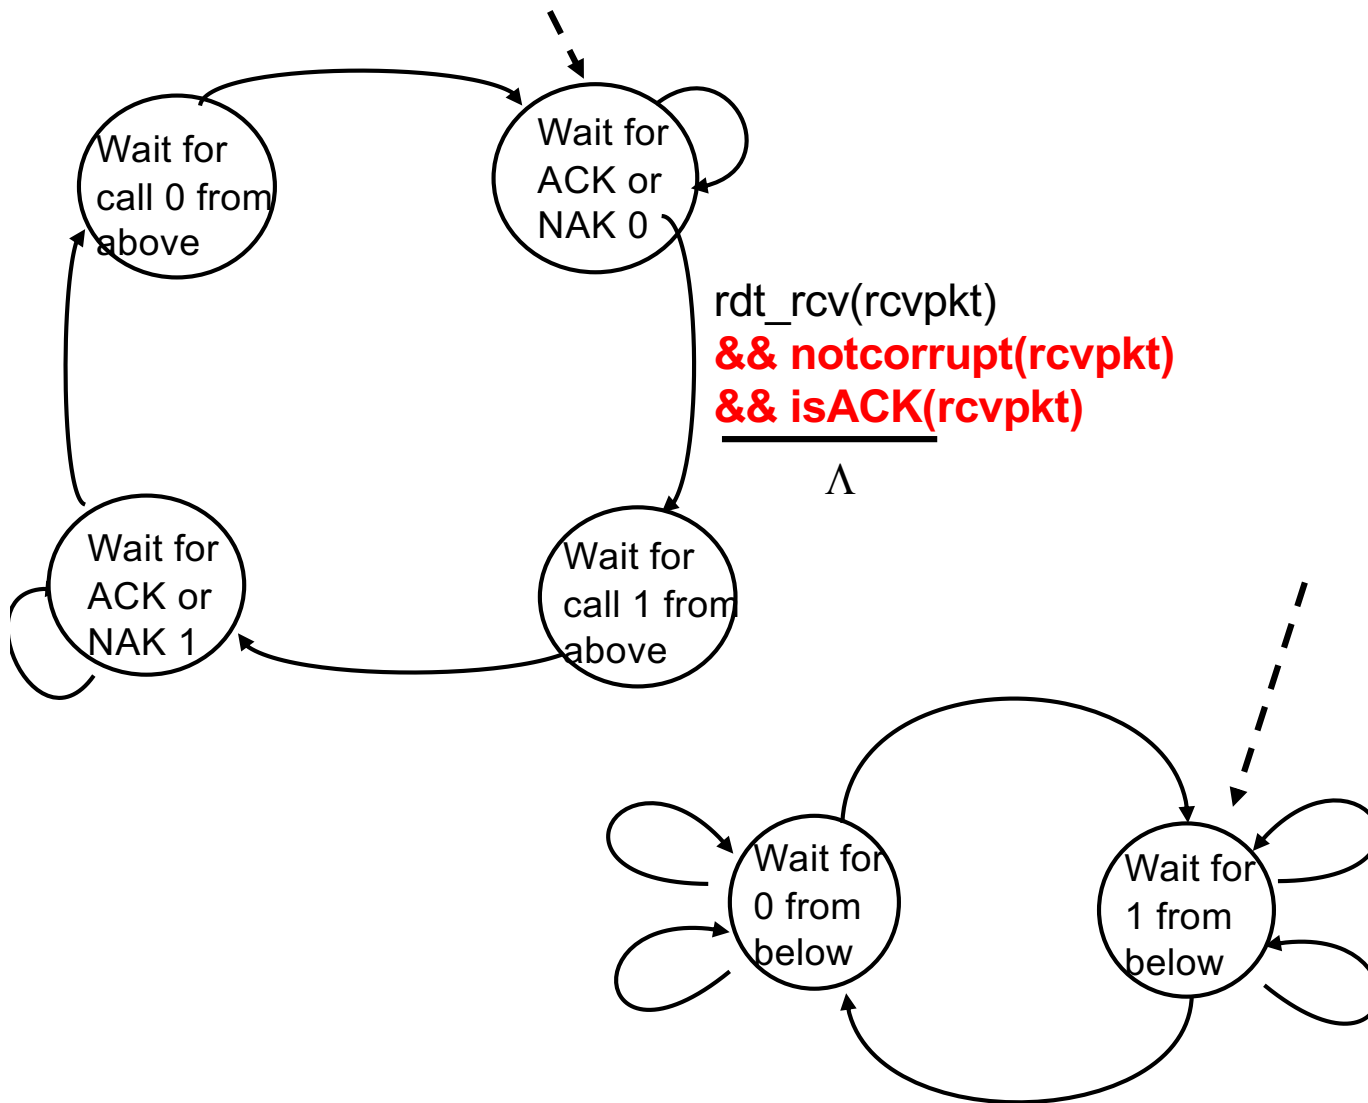 Wait for
call 0 from
above
Wait for
ACK or
NAK 0
rdt_rcv(rcvpkt)
&& notcorrupt(rcvpkt)
&& isACK(rcvpkt)
Λ
Wait for
ACK or
NAK 1
Wait for
call 1 from
above
Wait for
0 from
below
Wait for
1 from
below